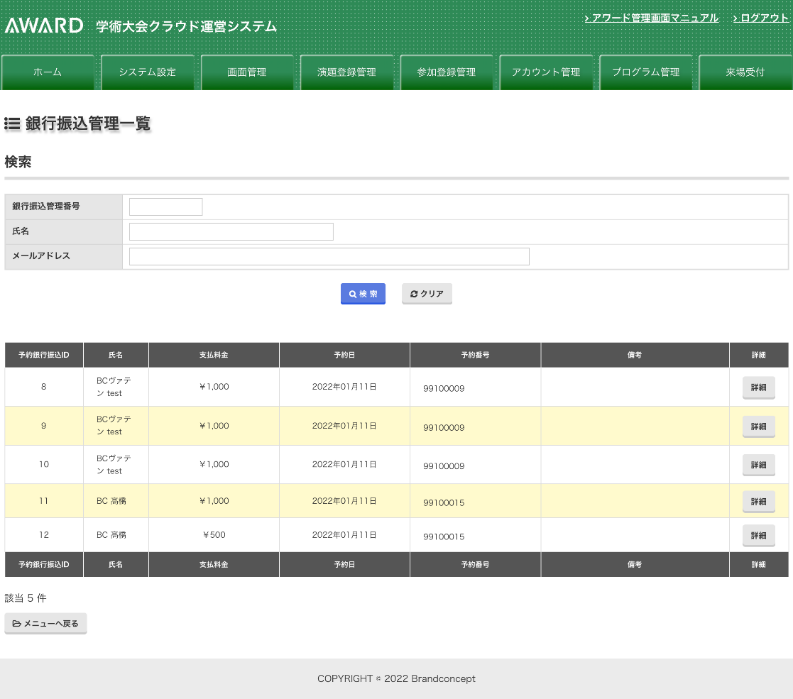 AWARD 学術大会クラウド運営システム
> アワード管理画面マニュアル > ログアウト
ホーム システム設定 画面管理 演題登録管理 参加登録管理 アカウント管理 プログラム管理 来場受付
銀行振込管理一覧
検索
銀行振込管理番号
氏名
メールアドレス
検 索 クリア
予約銀行振込ID 氏名 支払料金 予約日 予約番号 備考 詳細
8 BCヴァテン test ￥1,000 2022年01月11日 99100009 詳細
9 BCヴァテン test ￥1,000 2022年01月11日 99100009 詳細
10 BCヴァテン test ￥1,000 2022年01月11日 99100009 詳細
11 BC 高橋 ￥1,000 2022年01月11日 99100015 詳細
12 BC 高橋 ￥500 2022年01月11日 99100015 詳細
予約銀行振込ID 氏名 支払料金 予約日 予約番号 備考 詳細
該当 5 件
メニューへ戻る
COPYRIGHT © 2022 Brandconcept